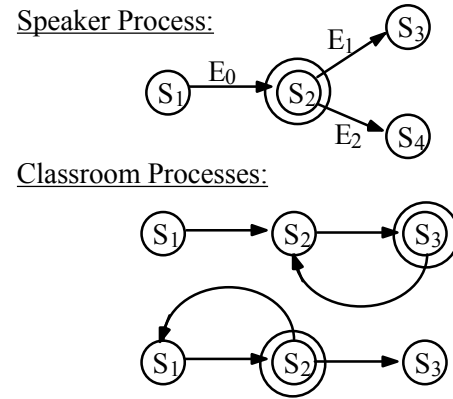 Speaker Process:
E₁ S₃
S₁ E₀ S₂
E₂ S₄
Classroom Processes:
S₁ S₂ S₃
S₁ S₂ S₃